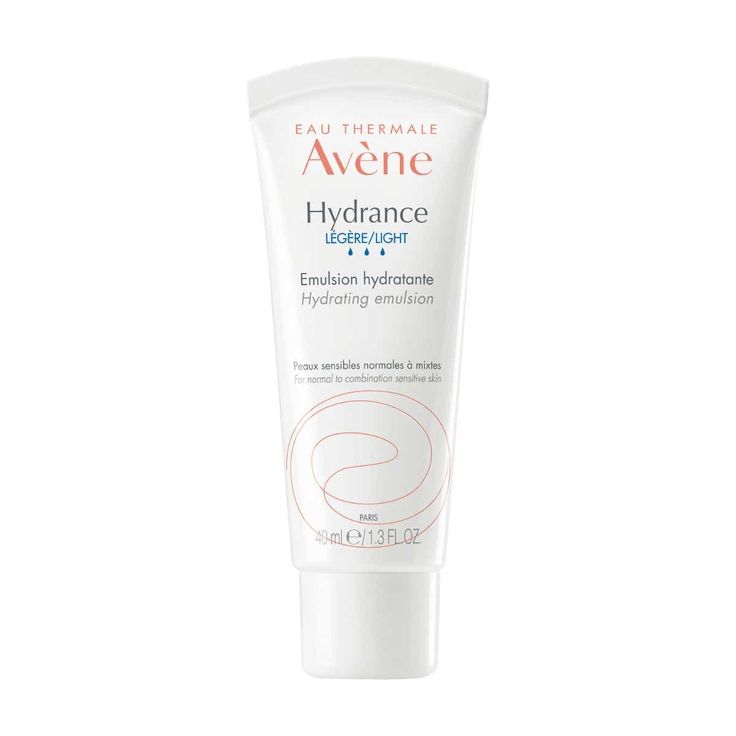 EAU THERMALE
Avène
Hydrance
LÉGÈRE/LIGHT
Emulsion hydratante
Hydrating emulsion
Peaux sensibles normales à mixtes
For normal to combination sensitive skin
PARIS
40 ml ℮/1.3 FL.OZ.